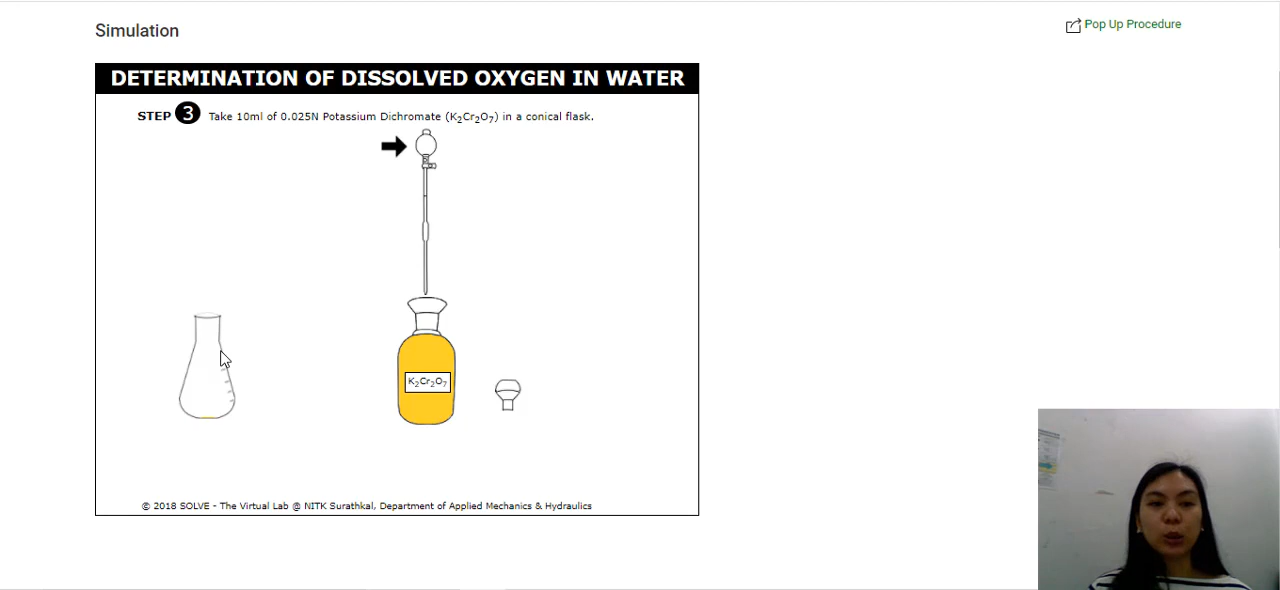 Simulation
Pop Up Procedure
DETERMINATION OF DISSOLVED OXYGEN IN WATER
STEP 3 Take 10ml of 0.025N Potassium Dichromate (K₂Cr₂O₇) in a conical flask.
K₂Cr₂O₇
© 2018 SOLVE - The Virtual Lab @ NITK Surathkal, Department of Applied Mechanics & Hydraulics